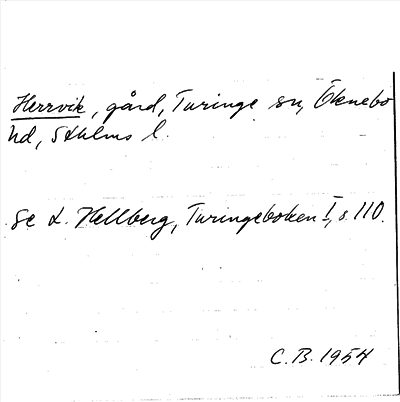 Herrvik, gård, Turinge sn, Öknebo
hd, Sthlms l.
Se L. Hellberg, Turingeboken I, s. 110.
C.B. 1954